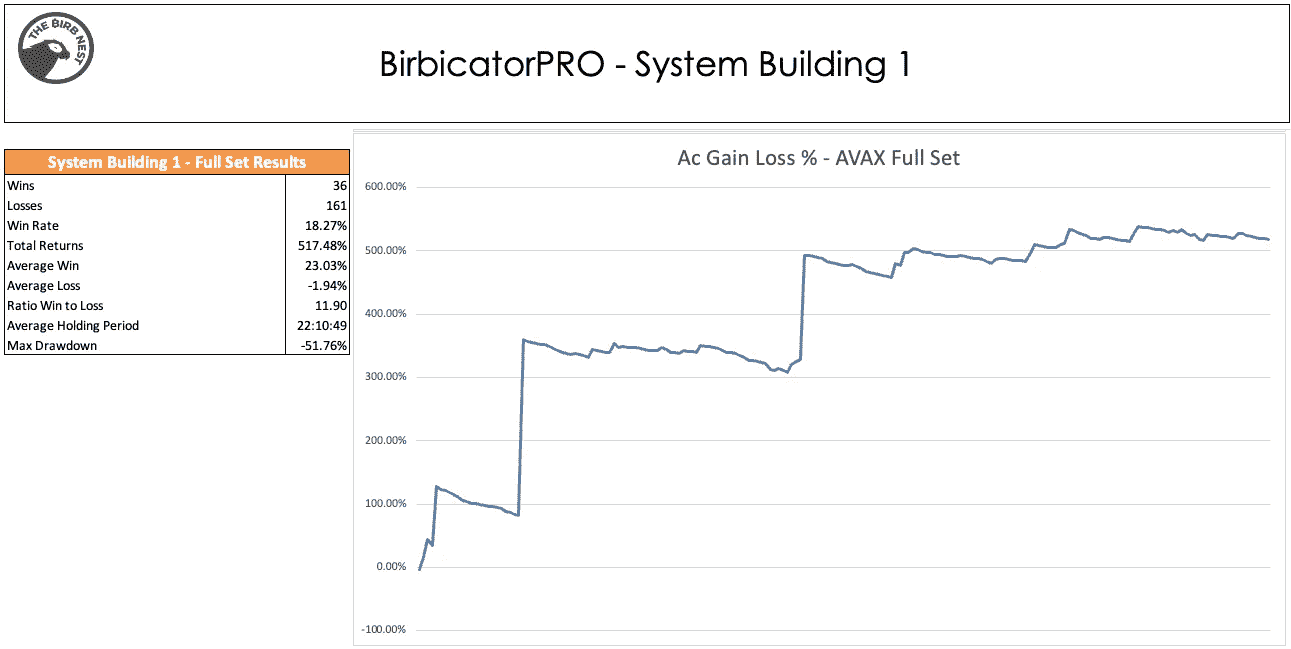 THE BIRB NEST
BirbicatorPRO - System Building 1
System Building 1 - Full Set Results
Wins 36
Losses 161
Win Rate 18.27%
Total Returns 517.48%
Average Win 23.03%
Average Loss -1.94%
Ratio Win to Loss 11.90
Average Holding Period 22:10:49
Max Drawdown -51.76%
Ac Gain Loss % - AVAX Full Set
600.00%
500.00%
400.00%
300.00%
200.00%
100.00%
0.00%
-100.00%